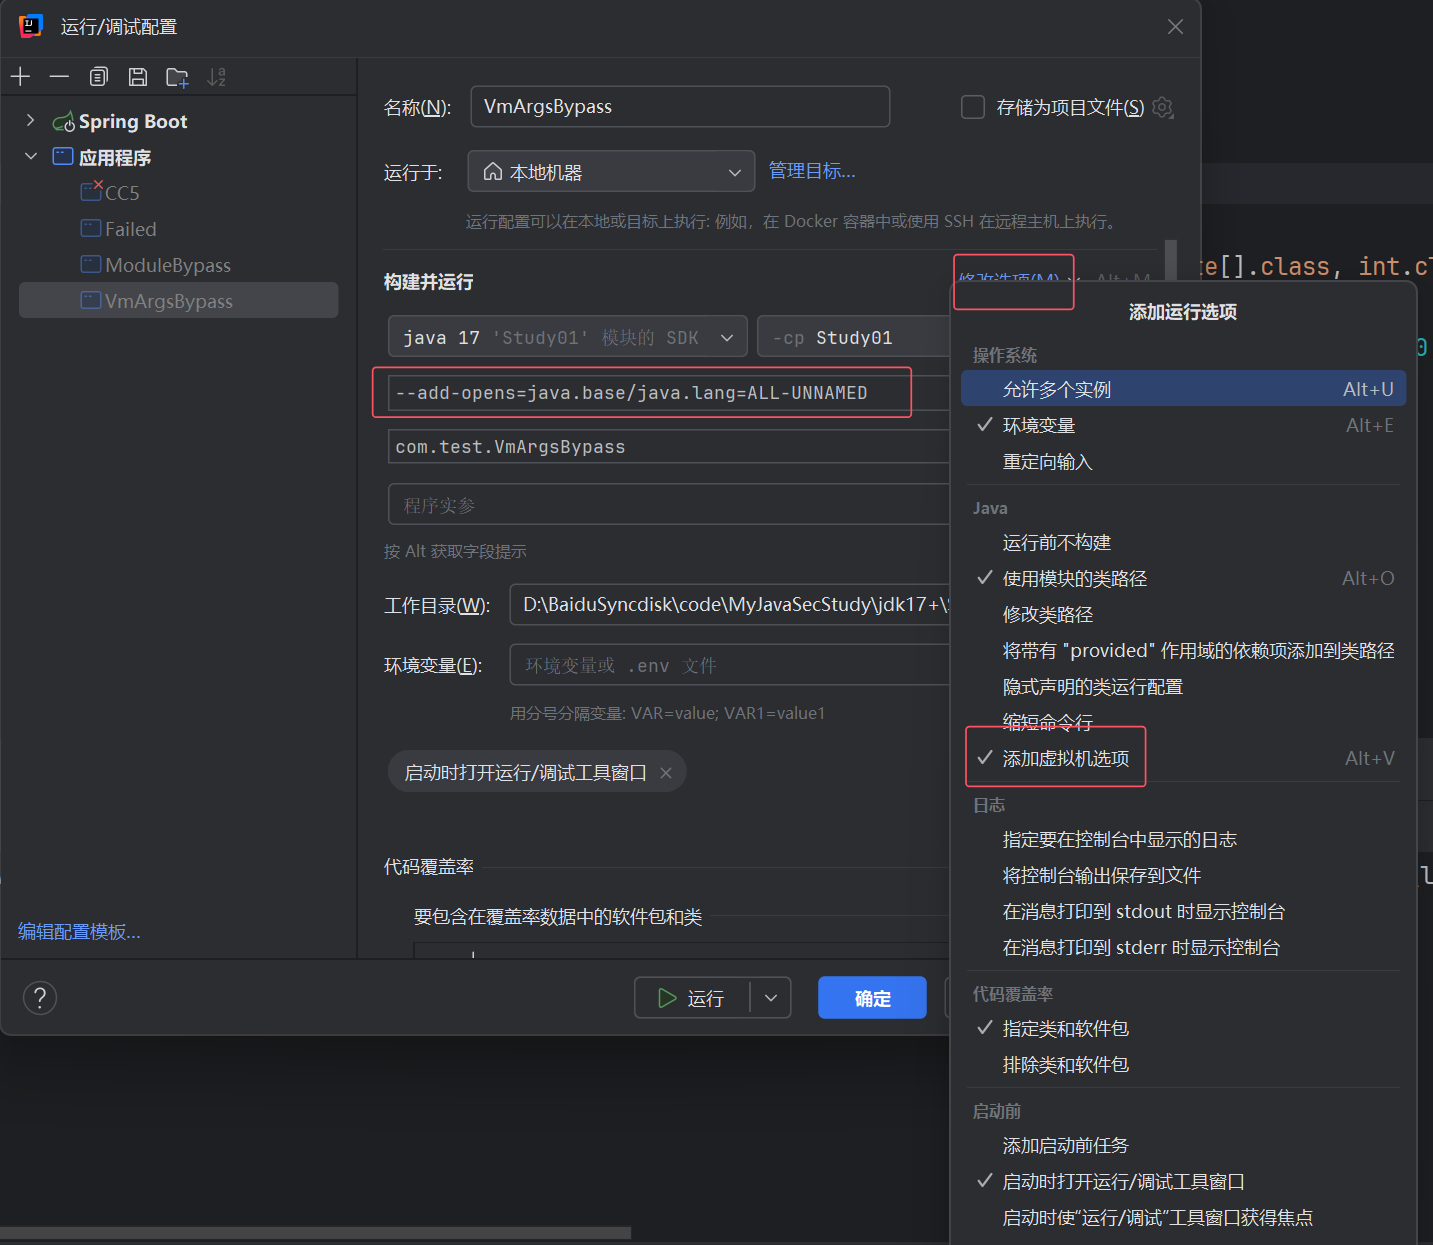 运行/调试配置
Spring Boot
应用程序
CC5
Failed
ModuleBypass
VmArgsBypass
编辑配置模板...
名称(N):
VmArgsBypass
存储为项目文件(S)
运行于:
本地机器
管理目标...
运行配置可以在本地或目标上执行: 例如，在 Docker 容器中或使用 SSH 在远程主机上执行。
构建并运行
修改选项(M)
Alt+M
java 17 'Study01' 模块的 SDK
-cp Study01
--add-opens=java.base/java.lang=ALL-UNNAMED
com.test.VmArgsBypass
程序实参
按 Alt 获取字段提示
工作目录(W):
D:\BaiduSyncdisk\code\MyJavaSecStudy\jdk17+\
环境变量(E):
环境变量或 .env 文件
用分号分隔变量: VAR=value; VAR1=value1
启动时打开运行/调试工具窗口
代码覆盖率
要包含在覆盖率数据中的软件包和类
?
运行
确定
te[].class, int.c
添加运行选项
操作系统
允许多个实例 Alt+U
环境变量 Alt+E
重定向输入
Java
运行前不构建
使用模块的类路径 Alt+O
修改类路径
将带有 "provided" 作用域的依赖项添加到类路径
隐式声明的类运行配置
缩短命令行
添加虚拟机选项 Alt+V
日志
指定要在控制台中显示的日志
将控制台输出保存到文件
在消息打印到 stdout 时显示控制台
在消息打印到 stderr 时显示控制台
代码覆盖率
指定类和软件包
排除类和软件包
启动前
添加启动前任务
启动时打开运行/调试工具窗口
启动时使“运行/调试”工具窗口获得焦点